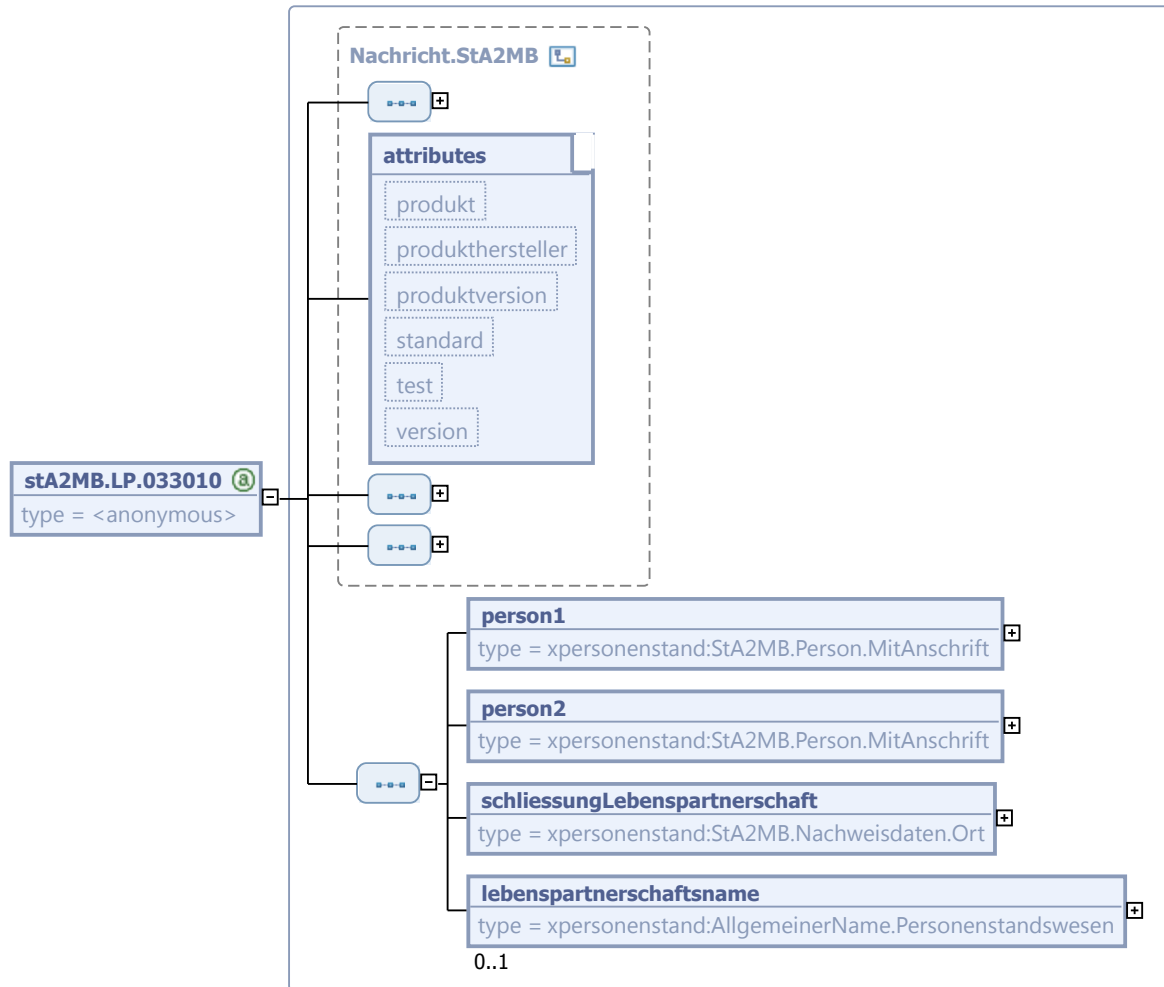 Nachricht.StA2MB
attributes
produkt
produkthersteller
produktversion
standard
test
version
stA2MB.LP.033010 @
type = <anonymous>
person1
type = xpersonenstand:StA2MB.Person.MitAnschrift
person2
type = xpersonenstand:StA2MB.Person.MitAnschrift
schliessungLebenspartnerschaft
type = xpersonenstand:StA2MB.Nachweisdaten.Ort
lebenspartnerschaftsname
type = xpersonenstand:AllgemeinerName.Personenstandswesen
0..1